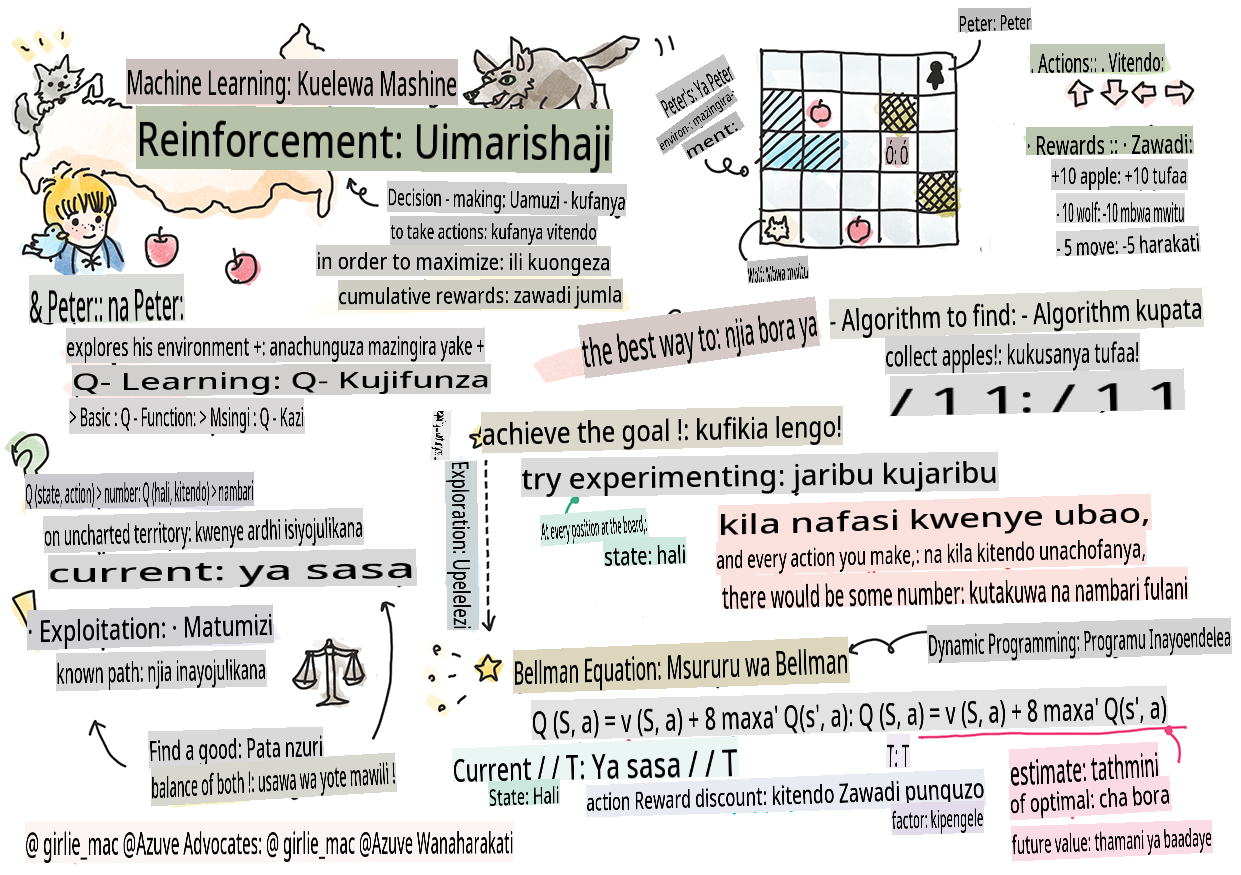 Peter: Peter
Machine Learning: Kuelewa Mashine
Reinforcement: Uimarishaji
Decision - making: Uamuzi - kufanya
to take actions: kufanya vitendo
in order to maximize: ili kuongeza
cumulative rewards: zawadi jumla
& Peter:: na Peter:
explores his environment +: anachunguza mazingira yake +
Q- Learning: Q- Kujifunza
> Basic : Q - Function: > Msingi : Q - Kazi
Peter's: Ya Peter
environ-: mazingira-
ment:
Ó: Ó
Wolf: Mbwa mwitu
. Actions:: . Vitendo:
· Rewards :: · Zawadi:
+10 apple: +10 tufaa
- 10 wolf: -10 mbwa mwitu
- 5 move: -5 harakati
the best way to: njia bora ya
- Algorithm to find: - Algorithm kupata
collect apples!: kukusanya tufaa!
/ 1 1: / 1 1
achieve the goal !: kufikia lengo!
try experimenting: jaribu kujaribu
Exploration: Upelelezi
Q (state, action) > number: Q (hali, kitendo) > nambari
on uncharted territory: kwenye ardhi isiyojulikana
current: ya sasa
· Exploitation: · Matumizi
known path: njia inayojulikana
Find a good: Pata nzuri
balance of both !: usawa wa yote mawili !
At every position at the board,:
kila nafasi kwenye ubao,
state: hali
and every action you make,: na kila kitendo unachofanya,
there would be some number: kutakuwa na nambari fulani
Dynamic Programming: Programu Inayoendelea
Bellman Equation: Msururu wa Bellman
Q (S, a) = v (S, a) + 8 maxa' Q(s', a): Q (S, a) = v (S, a) + 8 maxa' Q(s', a)
Current / / T: Ya sasa / / T
T: T
State: Hali
action Reward discount: kitendo Zawadi punguzo
factor: kipengele
estimate: tathmini
of optimal: cha bora
future value: thamani ya baadaye
@ girlie_mac @Azuve Advocates: @ girlie_mac @Azuve Wanaharakati